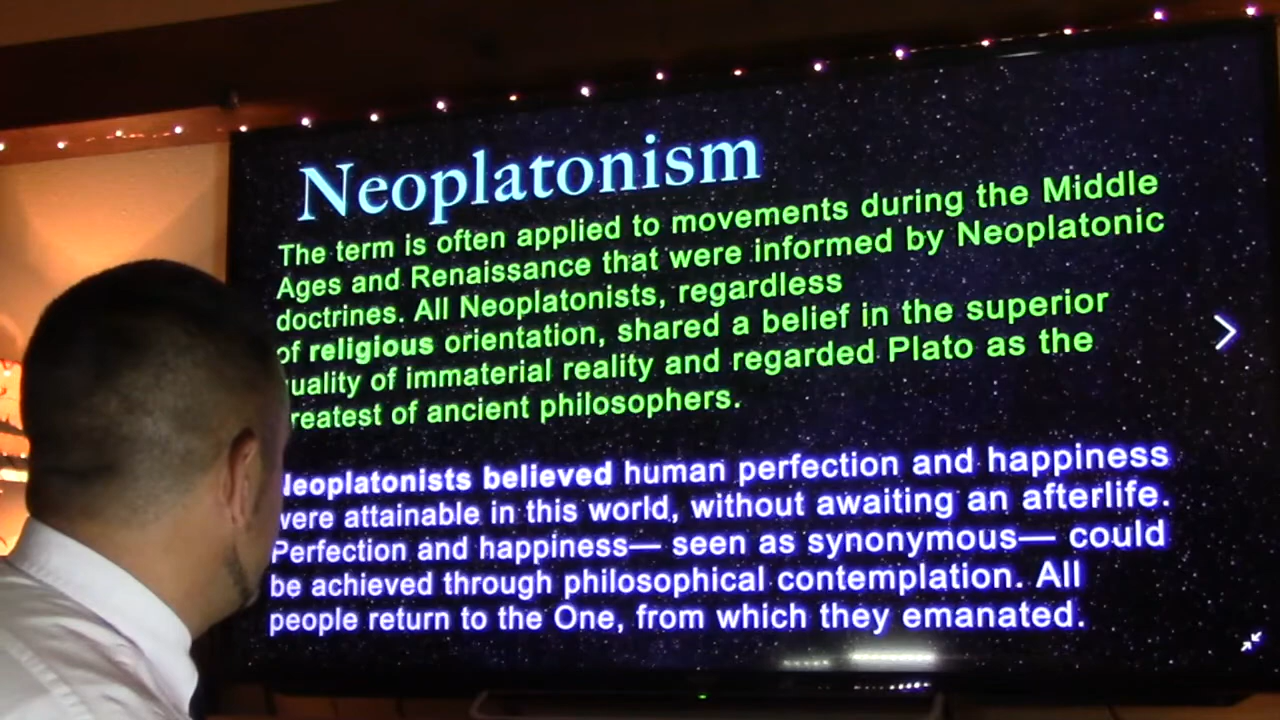 Neoplatonism
The term is often applied to movements during the Middle
Ages and Renaissance that were informed by Neoplatonic
doctrines. All Neoplatonists, regardless
of religious orientation, shared a belief in the superior
uality of immaterial reality and regarded Plato as the
reatest of ancient philosophers.
Neoplatonists believed human perfection and happiness
were attainable in this world, without awaiting an afterlife.
Perfection and happiness— seen as synonymous— could
be achieved through philosophical contemplation. All
people return to the One, from which they emanated.